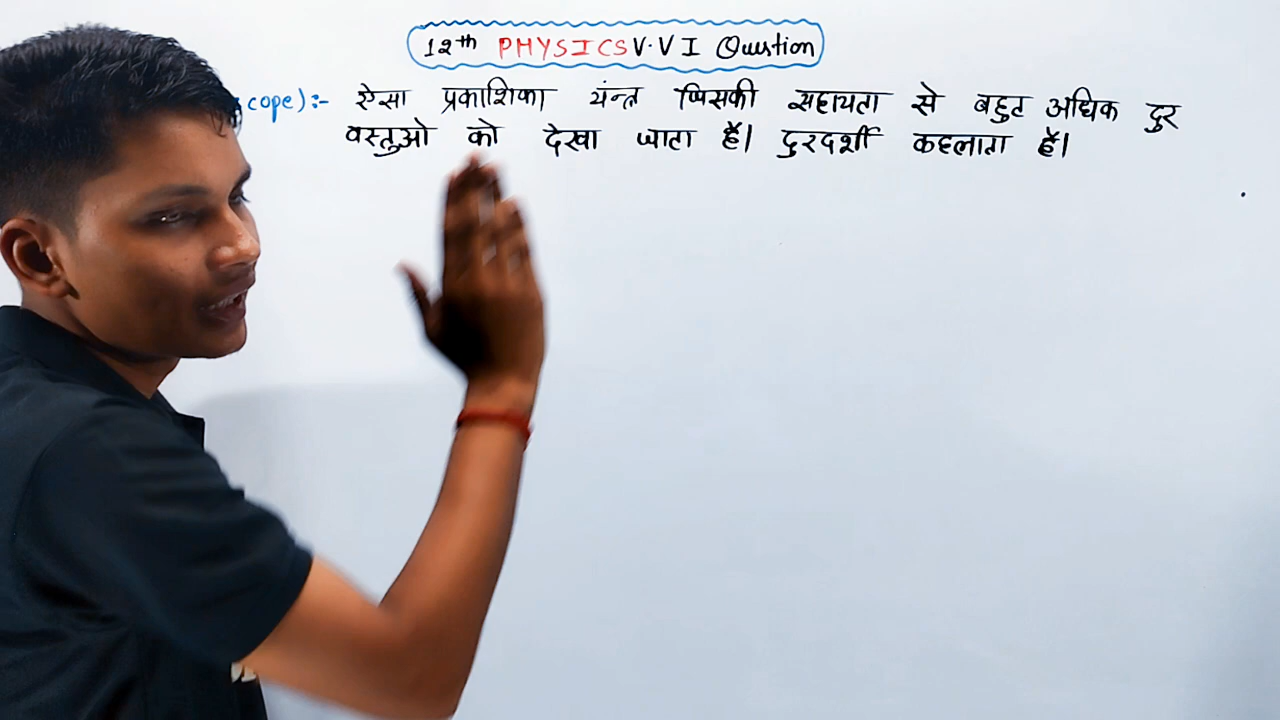 12th PHYSICS V.V I Question
cope):- ऐसा प्रकाशिका यंन्त्र जिसकी सहायता से बहुत अधिक दुर
वस्तुओ को देखा जाता है। दुरदर्शी कहलाता है।